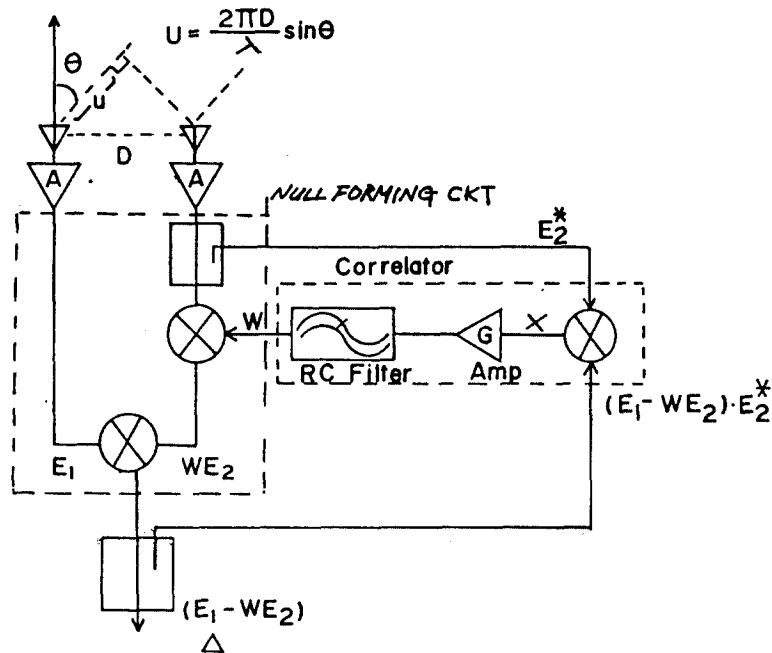 U = 2πD/λ sinθ
θ
u
D
A
A
NULL FORMING CKT
E₂*
Correlator
W
G
X
RC Filter
Amp
(E₁ - WE₂) · E₂*
E₁
WE₂
(E₁ - WE₂)
△